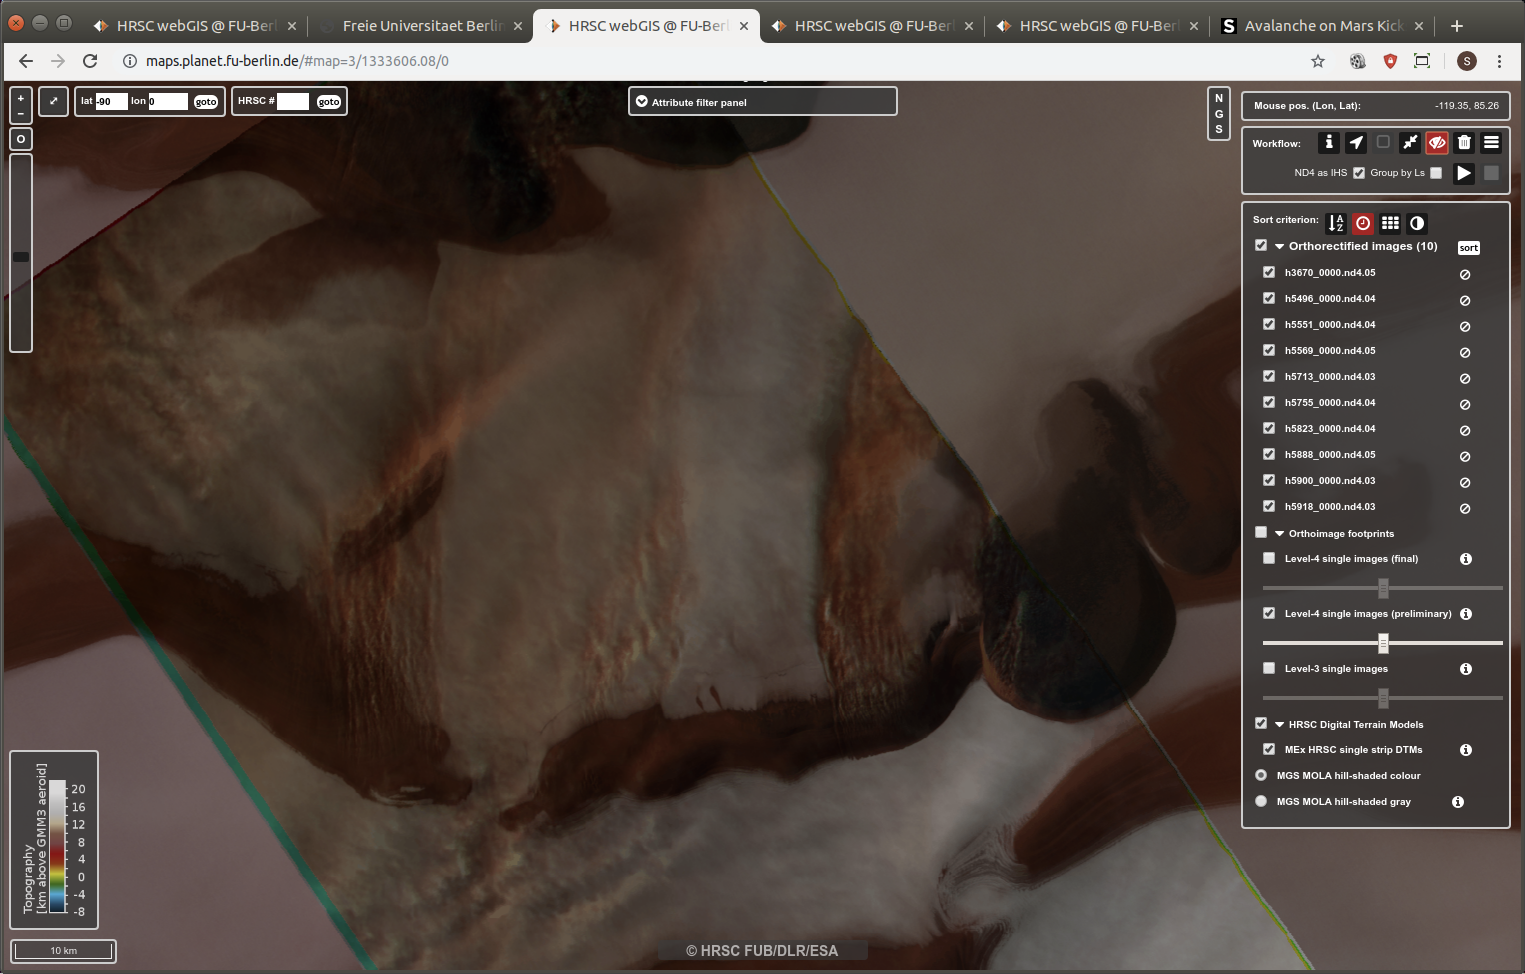 HRSC webGIS @ FU-Berl
Freie Universitaet Berlin
HRSC webGIS @ FU-Berl
HRSC webGIS @ FU-Berl
HRSC webGIS @ FU-Berl
S Avalanche on Mars Kick
maps.planet.fu-berlin.de/#map=3/1333606.08/0
S
+
−
lat -90 lon 0 goto
HRSC # goto
Attribute filter panel
N
G
S
O
Mouse pos. (Lon, Lat): -119.35, 85.26
Workflow:
ND4 as IHS Group by Ls
Sort criterion: A Z
Orthorectified images (10) sort
h3670_0000.nd4.05
h5496_0000.nd4.04
h5551_0000.nd4.04
h5569_0000.nd4.05
h5713_0000.nd4.03
h5755_0000.nd4.04
h5823_0000.nd4.04
h5888_0000.nd4.05
h5900_0000.nd4.03
h5918_0000.nd4.03
Orthoimage footprints
Level-4 single images (final)
Level-4 single images (preliminary)
Level-3 single images
HRSC Digital Terrain Models
MEx HRSC single strip DTMs
MGS MOLA hill-shaded colour
MGS MOLA hill-shaded gray
Topography
[km above GMM3 aeroid]
20
16
12
8
4
0
-4
-8
10 km
© HRSC FUB/DLR/ESA